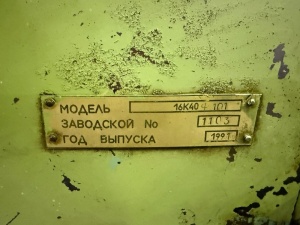 МОДЕЛЬ 16К40 101
ЗАВОДСКОЙ No 1103
ГОД ВЫПУСКА 1991